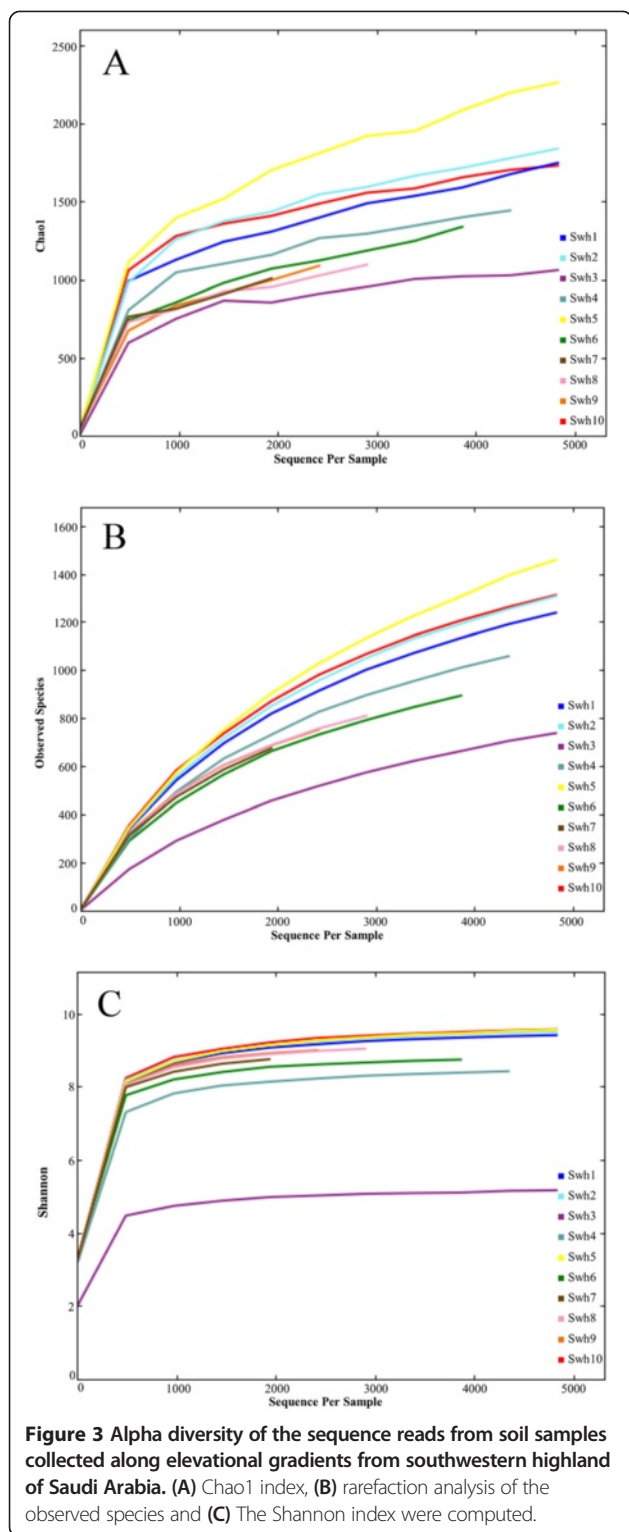 A
2500
2000
1500
1000
500
0
Chao1
0 1000 2000 3000 4000 5000
Sequence Per Sample
Swh1
Swh2
Swh3
Swh4
Swh5
Swh6
Swh7
Swh8
Swh9
Swh10
B
1600
1400
1200
1000
800
600
400
200
0
Observed Species
0 1000 2000 3000 4000 5000
Sequence Per Sample
Swh1
Swh2
Swh3
Swh4
Swh5
Swh6
Swh7
Swh8
Swh9
Swh10
C
10
8
6
4
2
0
Shannon
0 1000 2000 3000 4000 5000
Sequence Per Sample
Swh1
Swh2
Swh3
Swh4
Swh5
Swh6
Swh7
Swh8
Swh9
Swh10
Figure 3 Alpha diversity of the sequence reads from soil samples
collected along elevational gradients from southwestern highland
of Saudi Arabia. (A) Chao1 index, (B) rarefaction analysis of the
observed species and (C) The Shannon index were computed.